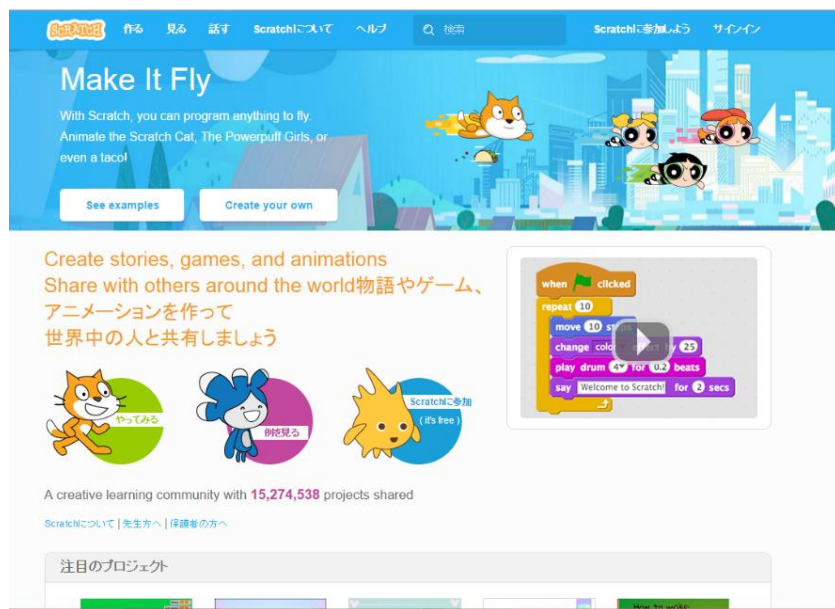 SCRATCH 作る 見る 話す Scratchについて ヘルプ 検索 Scratchに参加しよう サインイン
Make It Fly
With Scratch, you can program anything to fly.
Animate the Scratch Cat, The Powerpuff Girls, or
even a taco!
See examples Create your own
Create stories, games, and animations
Share with others around the world物語やゲーム、
アニメーションを作って
世界中の人と共有しましょう
when clicked
repeat 10
move 10 steps
change color effect by 25
play drum 4 for 0.2 beats
say Welcome to Scratch! for 2 secs
やってみる
例を見る
Scratchに参加
( it's free )
A creative learning community with 15,274,538 projects shared
Scratchについて | 先生方へ | 保護者の方へ
注目のプロジェクト
How to make